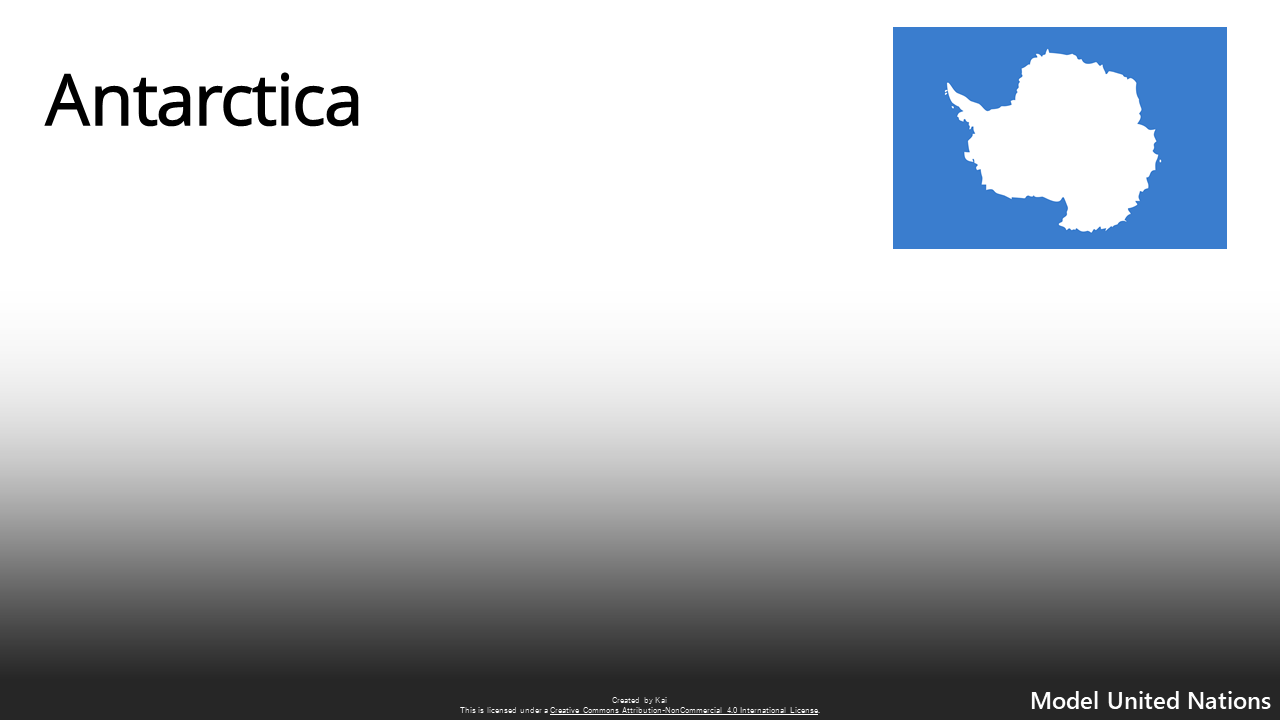 Antarctica
Created by Kai
This is licensed under a Creative Commons Attribution-NonCommercial 4.0 International License.
Model United Nations